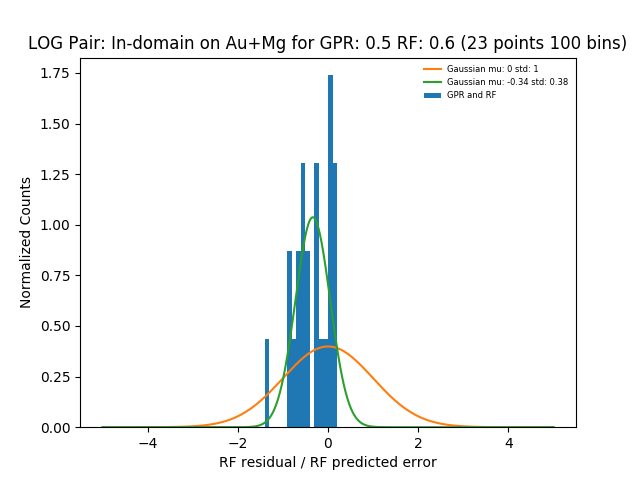 LOG Pair: In-domain on Au+Mg for GPR: 0.5 RF: 0.6 (23 points 100 bins)
Gaussian mu: 0 std: 1
Gaussian mu: -0.34 std: 0.38
GPR and RF
1.75
1.50
1.25
1.00
0.75
0.50
0.25
0.00
Normalized Counts
−4
−2
0
2
4
RF residual / RF predicted error